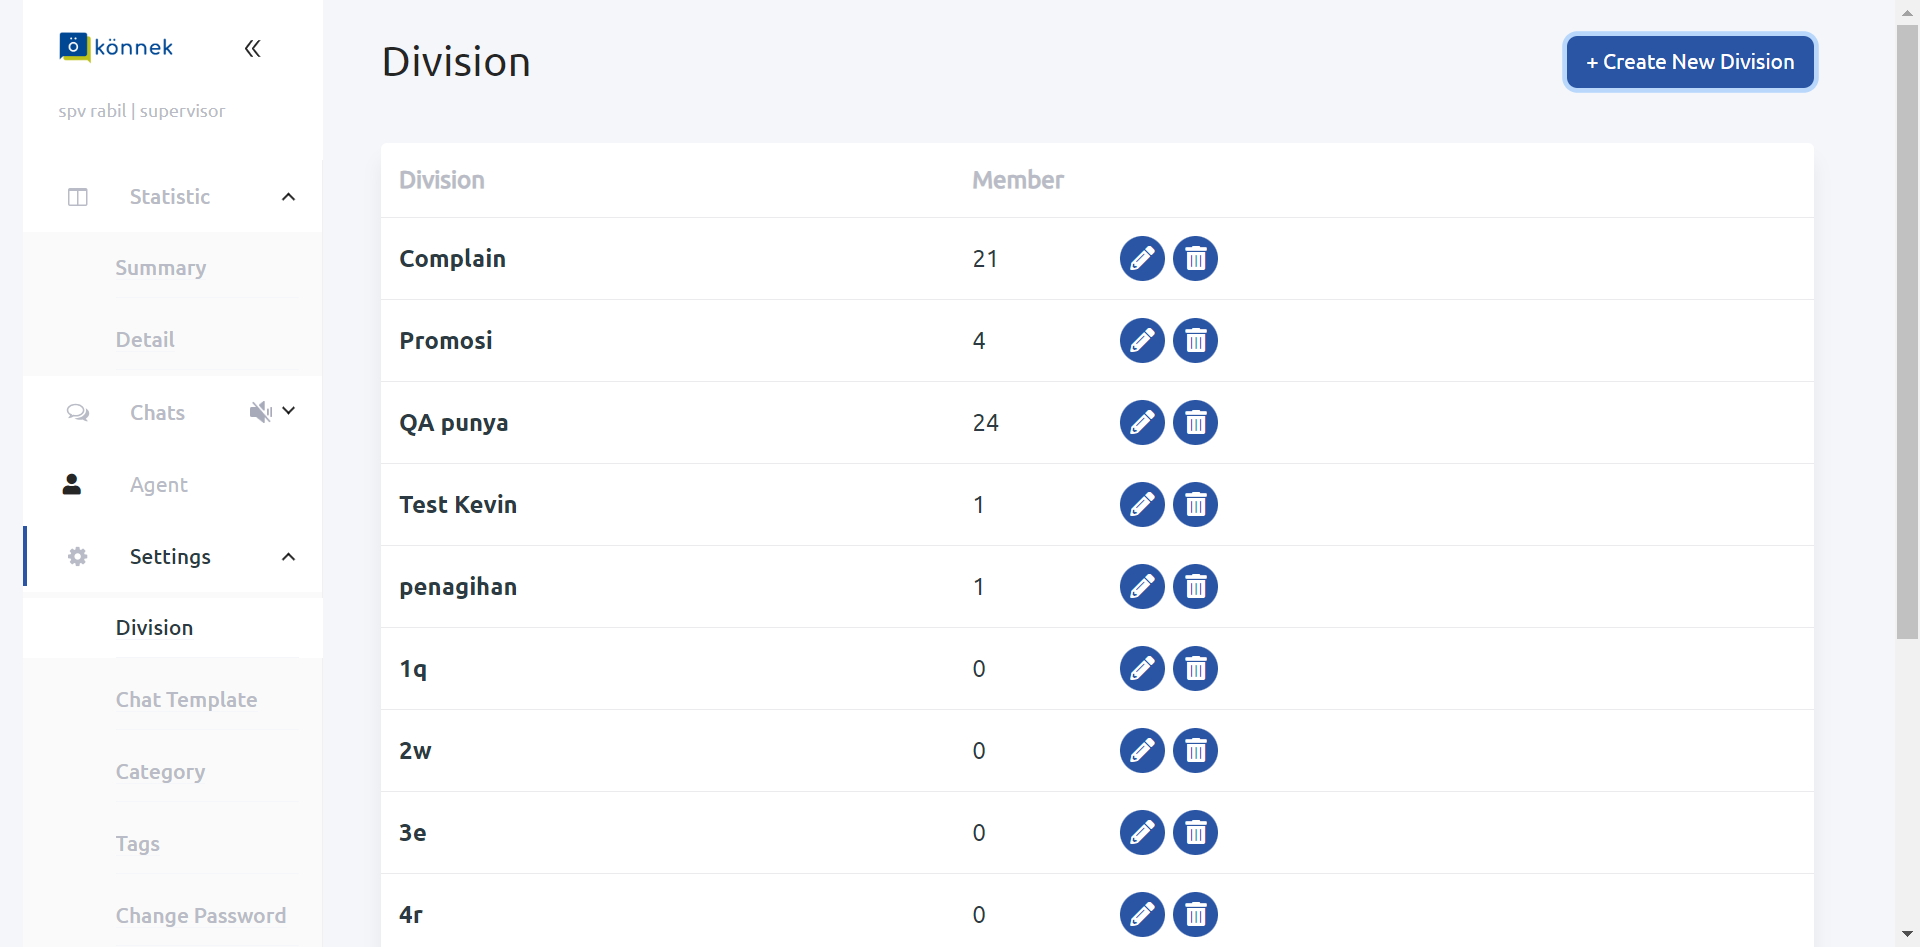 könnek
spv rabil | supervisor
Statistic
Summary
Detail
Chats
Agent
Settings
Division
Chat Template
Category
Tags
Change Password
Division
+ Create New Division
Division Member
Complain 21
Promosi 4
QA punya 24
Test Kevin 1
penagihan 1
1q 0
2w 0
3e 0
4r 0